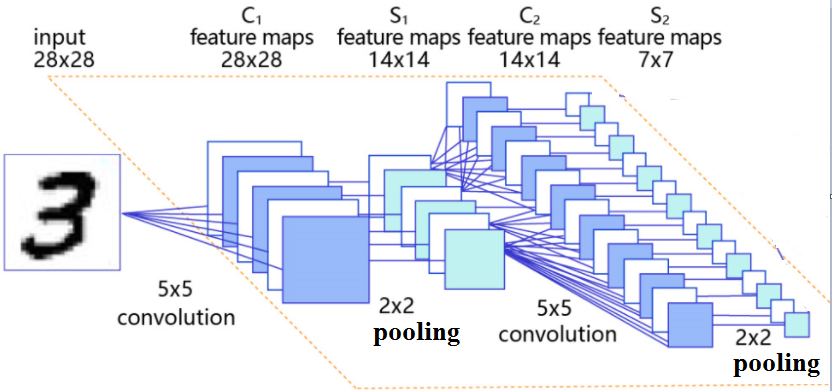 input
28x28
C₁
feature maps
28x28
S₁
feature maps
14x14
C₂
feature maps
14x14
S₂
feature maps
7x7
3
5x5
convolution
2x2
pooling
5x5
convolution
2x2
pooling